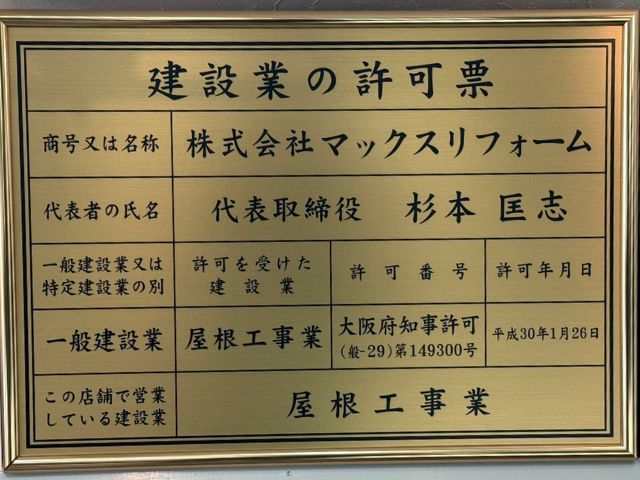 建設業の許可票
商号又は名称
株式会社マックスリフォーム
代表者の氏名
代表取締役 杉本 匡志
一般建設業又は
特定建設業の別
許可を受けた
建設業
許可番号
許可年月日
一般建設業
屋根工事業
大阪府知事許可
(般-29)第149300号
平成30年1月26日
この店舗で営業
している建設業
屋根工事業